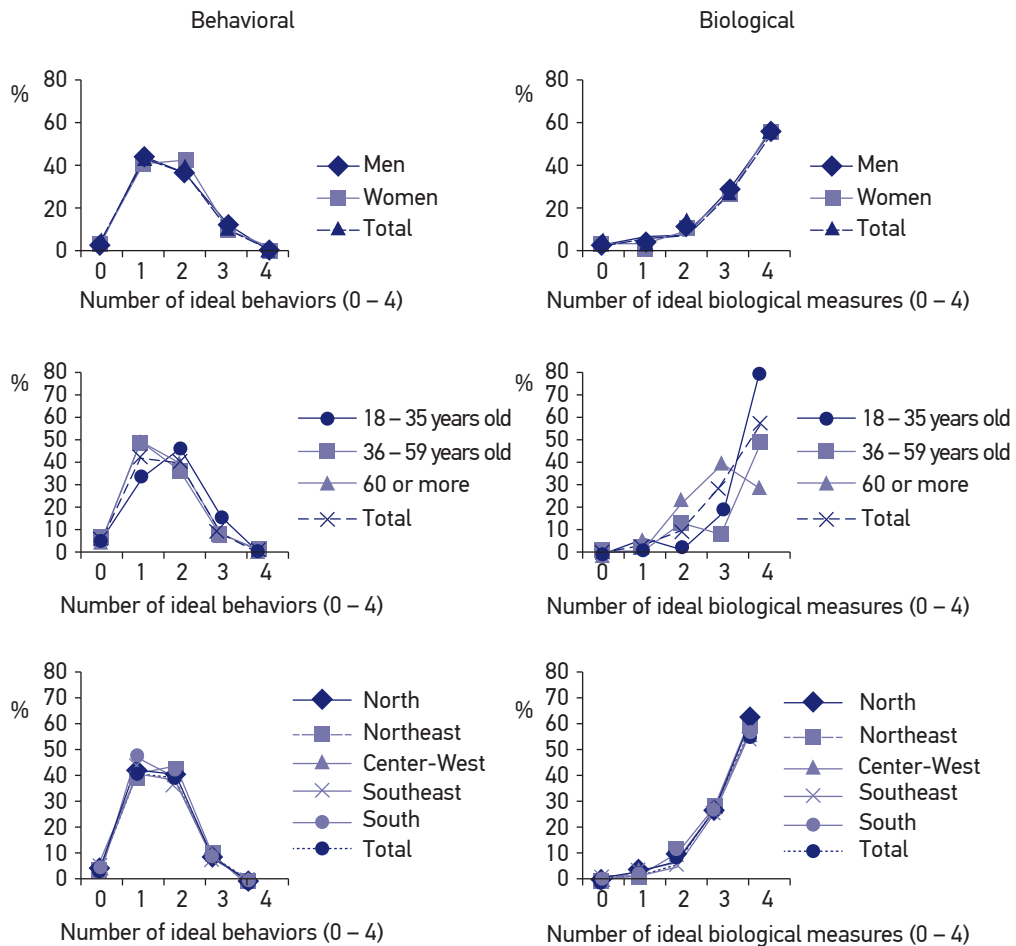 Behavioral
%
80
60
40
20
0
0 1 2 3 4
Number of ideal behaviors (0 – 4)
Men
Women
Total
Biological
%
80
60
40
20
0
0 1 2 3 4
Number of ideal biological measures (0 – 4)
Men
Women
Total
%
80
70
60
50
40
30
20
10
0
0 1 2 3 4
Number of ideal behaviors (0 – 4)
18 – 35 years old
36 – 59 years old
60 or more
Total
%
80
70
60
50
40
30
20
10
0
0 1 2 3 4
Number of ideal biological measures (0 – 4)
18 – 35 years old
36 – 59 years old
60 or more
Total
%
80
70
60
50
40
30
20
10
0
0 1 2 3 4
Number of ideal behaviors (0 – 4)
North
Northeast
Center-West
Southeast
South
Total
%
80
70
60
50
40
30
20
10
0
0 1 2 3 4
Number of ideal biological measures (0 – 4)
North
Northeast
Center-West
Southeast
South
Total